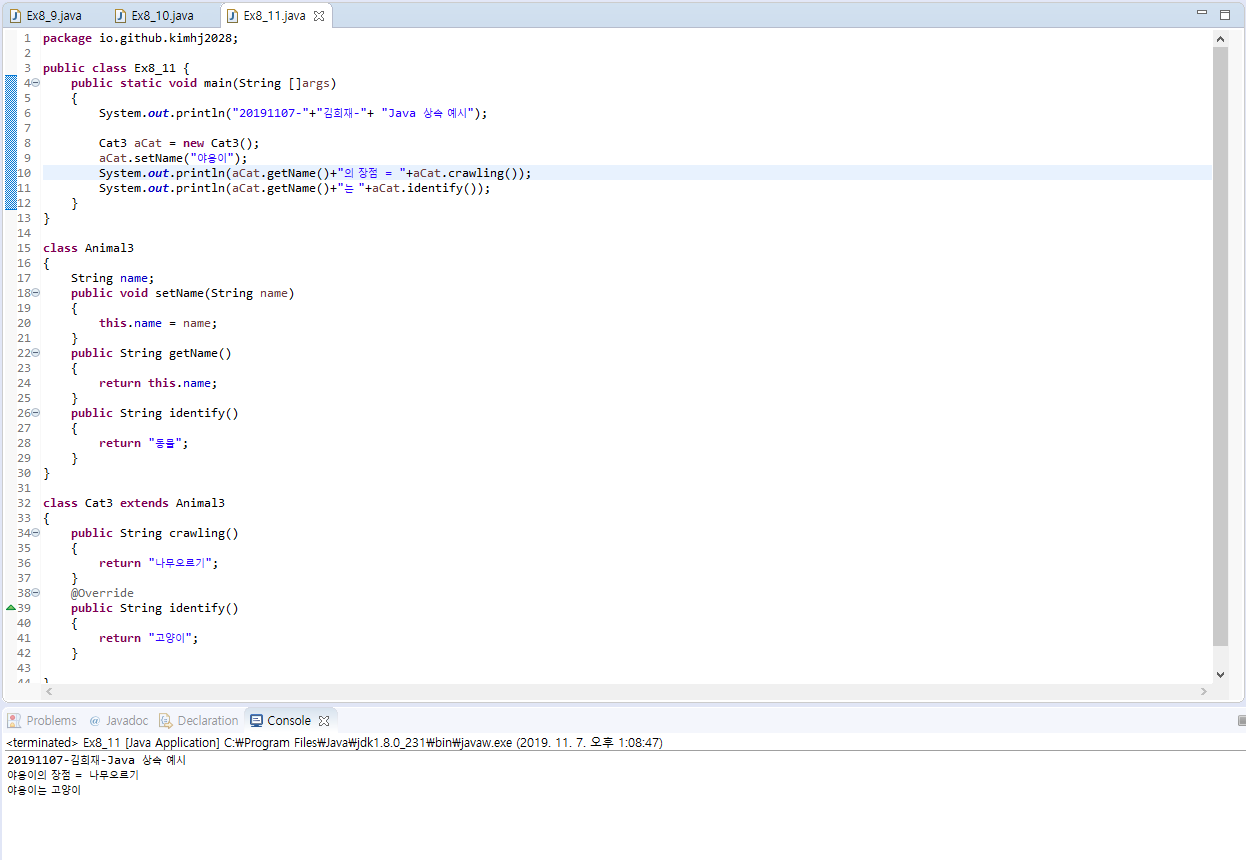 Ex8_9.java Ex8_10.java Ex8_11.java
1 package io.github.kimhj2028;
2
3 public class Ex8_11 {
4 public static void main(String []args)
5 {
6 System.out.println("20191107-"+"김희재-"+ "Java 상속 예시");
7
8 Cat3 aCat = new Cat3();
9 aCat.setName("야옹이");
10 System.out.println(aCat.getName()+"의 장점 = "+aCat.crawling());
11 System.out.println(aCat.getName()+"는 "+aCat.identify());
12 }
13 }
14
15 class Animal3
16 {
17 String name;
18 public void setName(String name)
19 {
20 this.name = name;
21 }
22 public String getName()
23 {
24 return this.name;
25 }
26 public String identify()
27 {
28 return "동물";
29 }
30 }
31
32 class Cat3 extends Animal3
33 {
34 public String crawling()
35 {
36 return "나무오르기";
37 }
38 @Override
39 public String identify()
40 {
41 return "고양이";
42 }
43
44 }
Problems @ Javadoc Declaration Console
<terminated> Ex8_11 [Java Application] C:₩Program Files₩Java₩jdk1.8.0_231₩bin₩javaw.exe (2019. 11. 7. 오후 1:08:47)
20191107-김희재-Java 상속 예시
야옹이의 장점 = 나무오르기
야옹이는 고양이